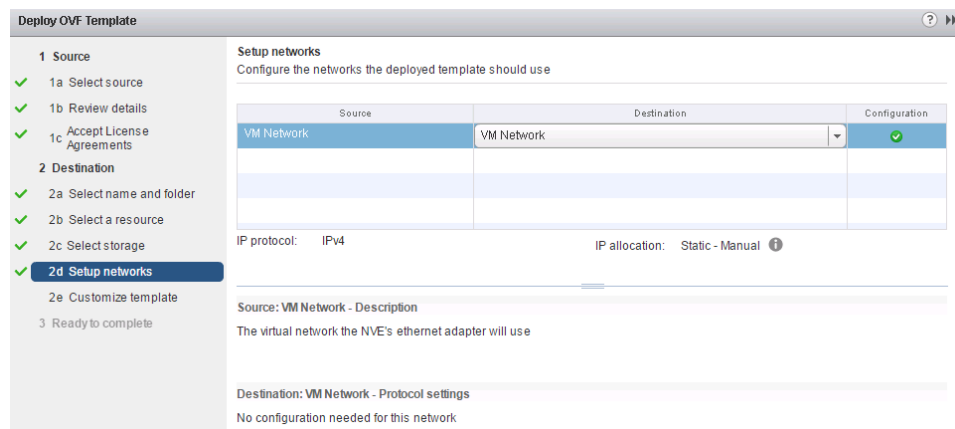 Deploy OVF Template
?
1 Source
1a Select source
1b Review details
1c Accept License
Agreements
2 Destination
2a Select name and folder
2b Select a resource
2c Select storage
2d Setup networks
2e Customize template
3 Ready to complete
Setup networks
Configure the networks the deployed template should use
Source Destination Configuration
VM Network VM Network
IP protocol: IPv4 IP allocation: Static - Manual
Source: VM Network - Description
The virtual network the NVE's ethernet adapter will use
Destination: VM Network - Protocol settings
No configuration needed for this network